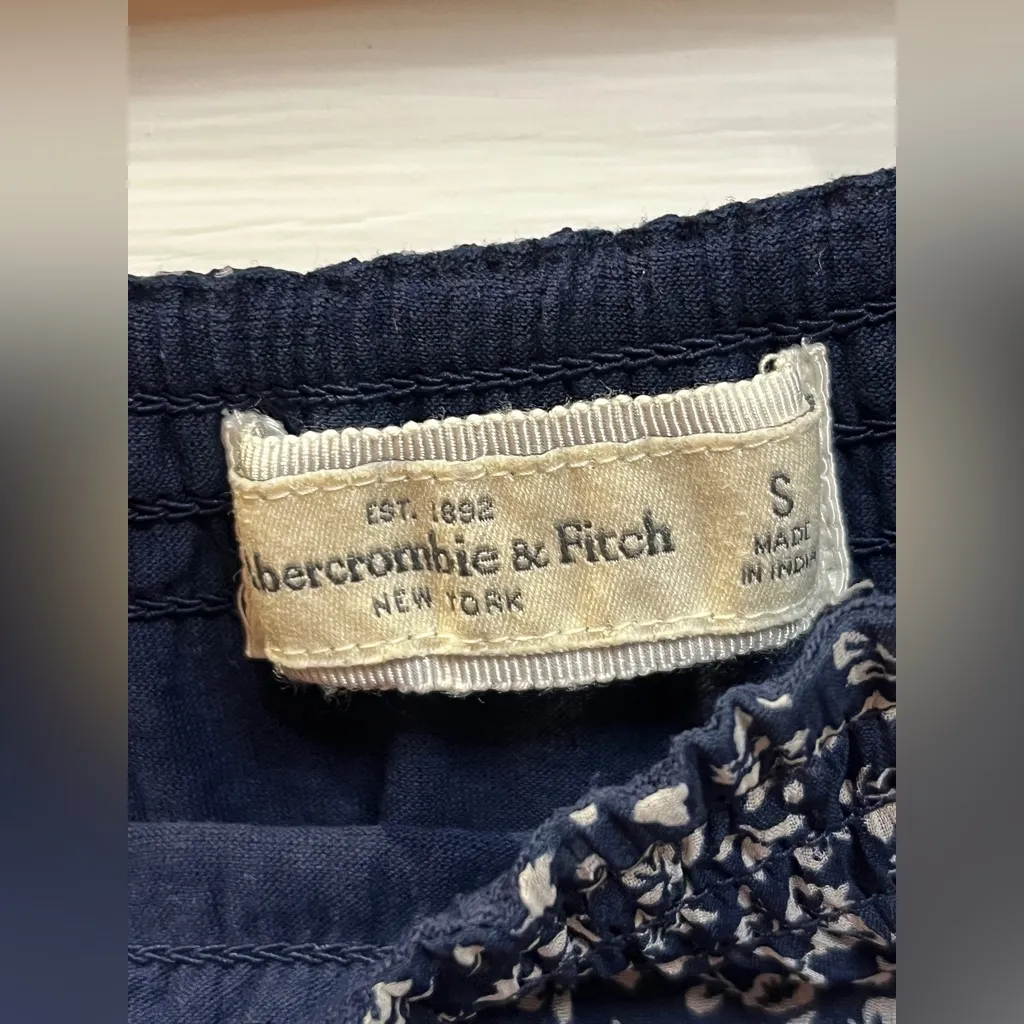 EST. 1892
Abercrombie & Fitch
NEW YORK
S
MADE
IN INDIA